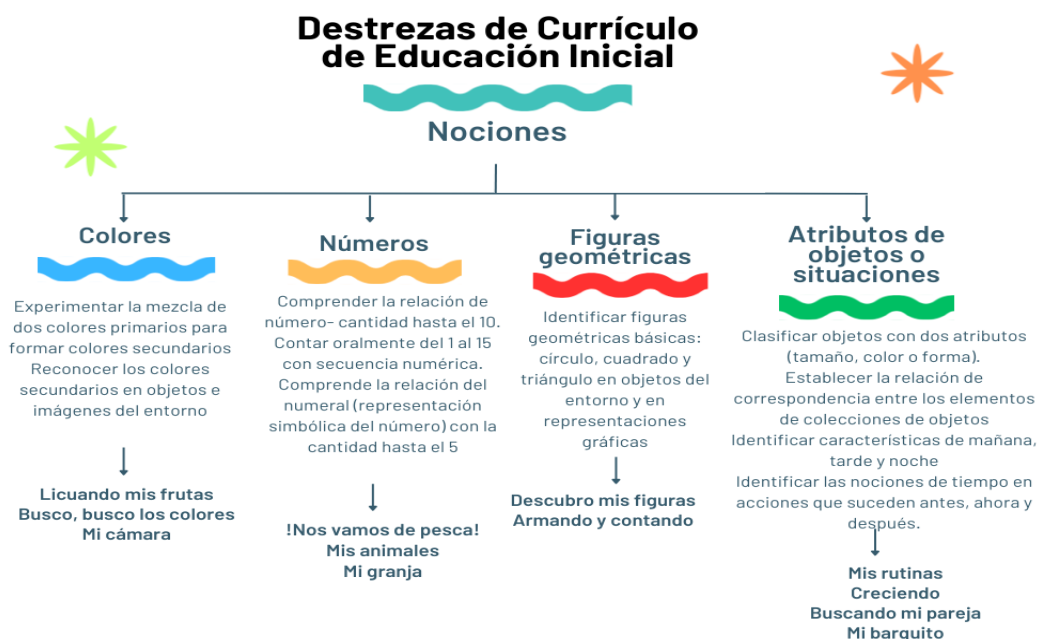 Destrezas de Currículo
de Educación Inicial
Nociones
Colores
Experimentar la mezcla de
dos colores primarios para
formar colores secundarios
Reconocer los colores
secundarios en objetos e
imágenes del entorno
Licuando mis frutas
Busco, busco los colores
Mi cámara
Números
Comprender la relación de
número- cantidad hasta el 10.
Contar oralmente del 1 al 15
con secuencia numérica.
Comprende la relación del
numeral (representación
simbólica del número) con la
cantidad hasta el 5
!Nos vamos de pesca!
Mis animales
Mi granja
Figuras
geométricas
Identificar figuras
geométricas básicas:
círculo, cuadrado y
triángulo en objetos del
entorno y en
representaciones
gráficas
Descubro mis figuras
Armando y contando
Atributos de
objetos o
situaciones
Clasificar objetos con dos atributos
(tamaño, color o forma).
Establecer la relación de
correspondencia entre los elementos
de colecciones de objetos
Identificar características de mañana,
tarde y noche
Identificar las nociones de tiempo en
acciones que suceden antes, ahora y
después.
Mis rutinas
Creciendo
Buscando mi pareja
Mi barquito